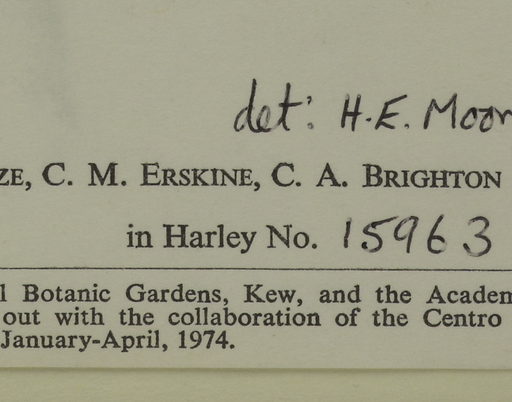 det: H.E. Moor
ZE, C. M. ERSKINE, C. A. BRIGHTON
in Harley No. 15963
l Botanic Gardens, Kew, and the Academ
out with the collaboration of the Centro
January-April, 1974.